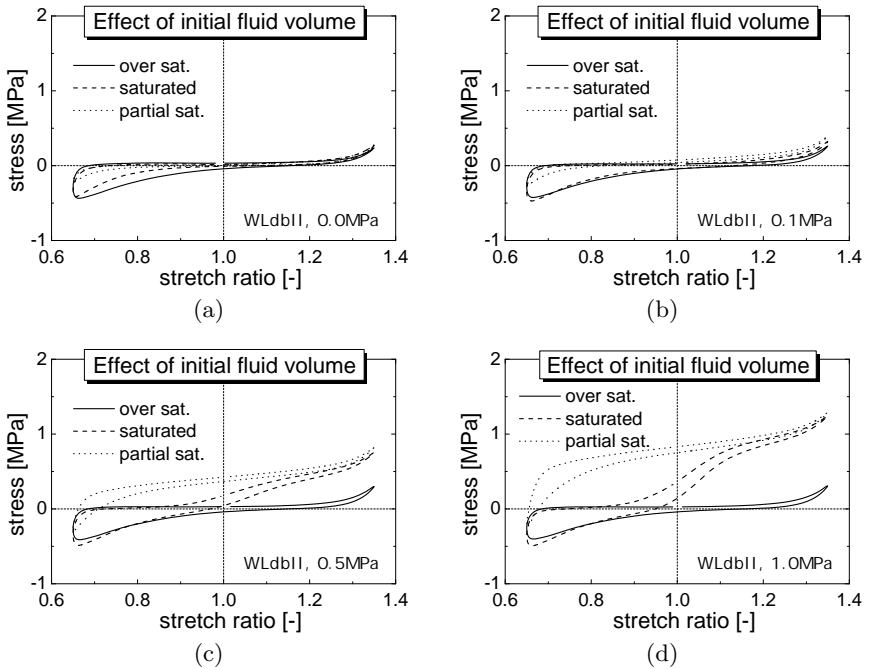 Effect of initial fluid volume
2
over sat.
saturated
partial sat.
1
0
-1
stress [MPa]
WLdbII, 0.0MPa
0.6 0.8 1.0 1.2 1.4
stretch ratio [-]
(a)
Effect of initial fluid volume
2
over sat.
saturated
partial sat.
1
0
-1
stress [MPa]
WLdbII, 0.1MPa
0.6 0.8 1.0 1.2 1.4
stretch ratio [-]
(b)
Effect of initial fluid volume
2
over sat.
saturated
partial sat.
1
0
-1
stress [MPa]
WLdbII, 0.5MPa
0.6 0.8 1.0 1.2 1.4
stretch ratio [-]
(c)
Effect of initial fluid volume
2
over sat.
saturated
partial sat.
1
0
-1
stress [MPa]
WLdbII, 1.0MPa
0.6 0.8 1.0 1.2 1.4
stretch ratio [-]
(d)